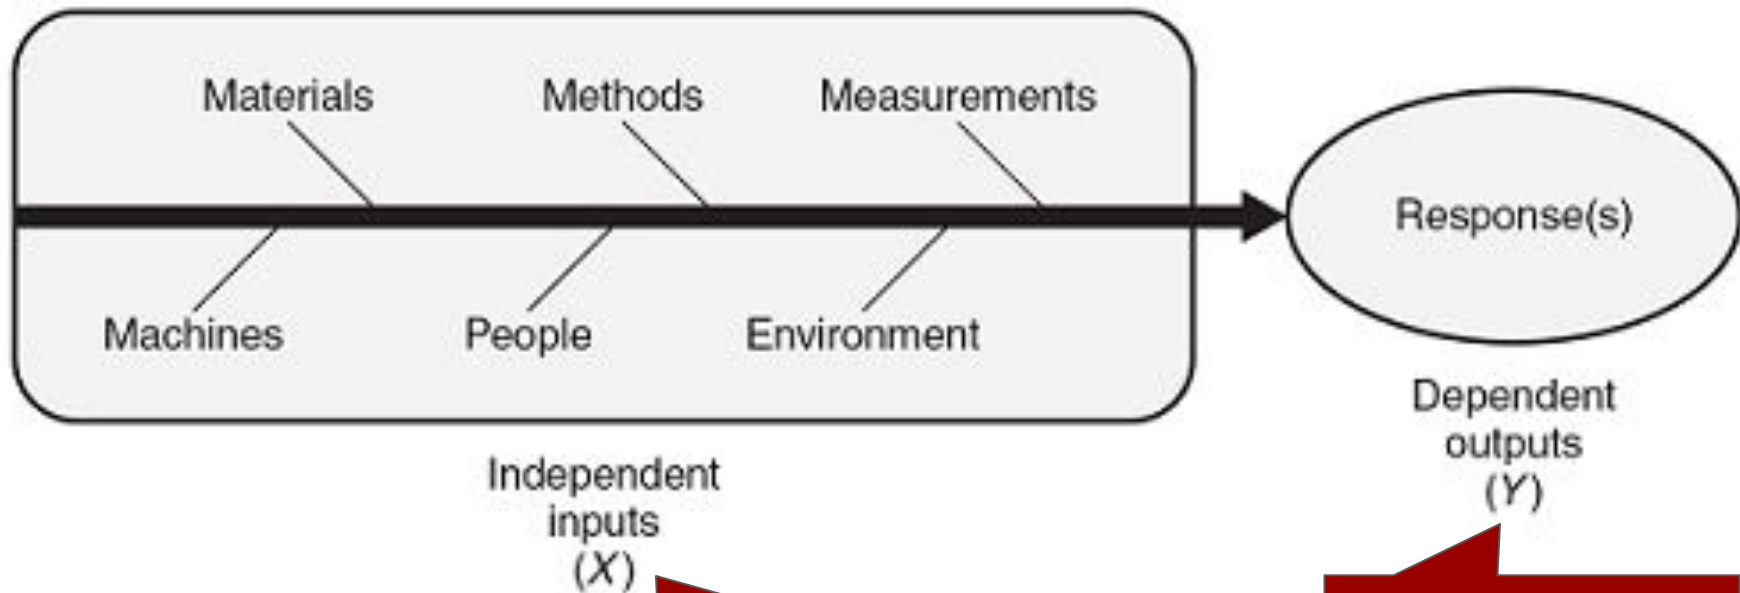 Materials
Methods
Measurements
Response(s)
Machines
People
Environment
Independent
inputs
(X)
Dependent
outputs
(Y)